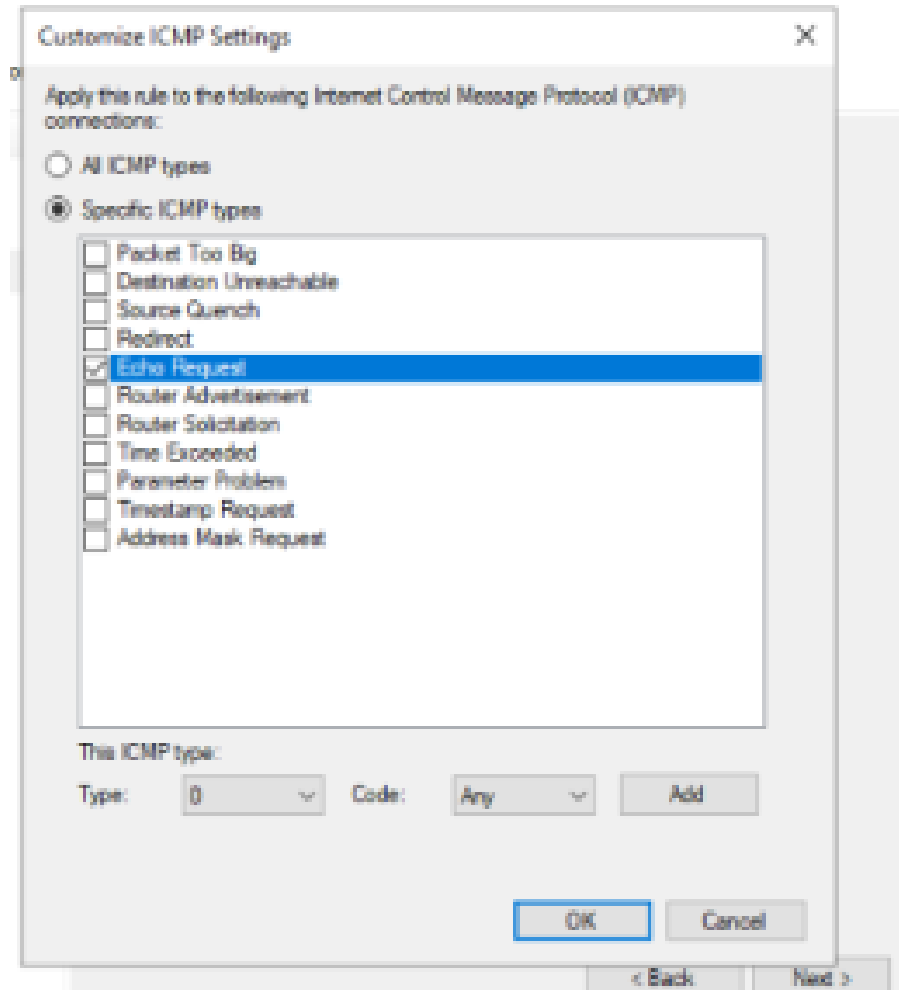 Customize ICMP Settings
Apply this rule to the following Internet Control Message Protocol (ICMP)
connections:
All ICMP types
Specific ICMP types
Packet Too Big
Destination Unreachable
Source Quench
Redirect
Echo Request
Router Advertisement
Router Solicitation
Time Exceeded
Parameter Problem
Timestamp Request
Address Mask Request
This ICMP type:
Type: 0 Code: Any Add
OK Cancel
< Back Next >